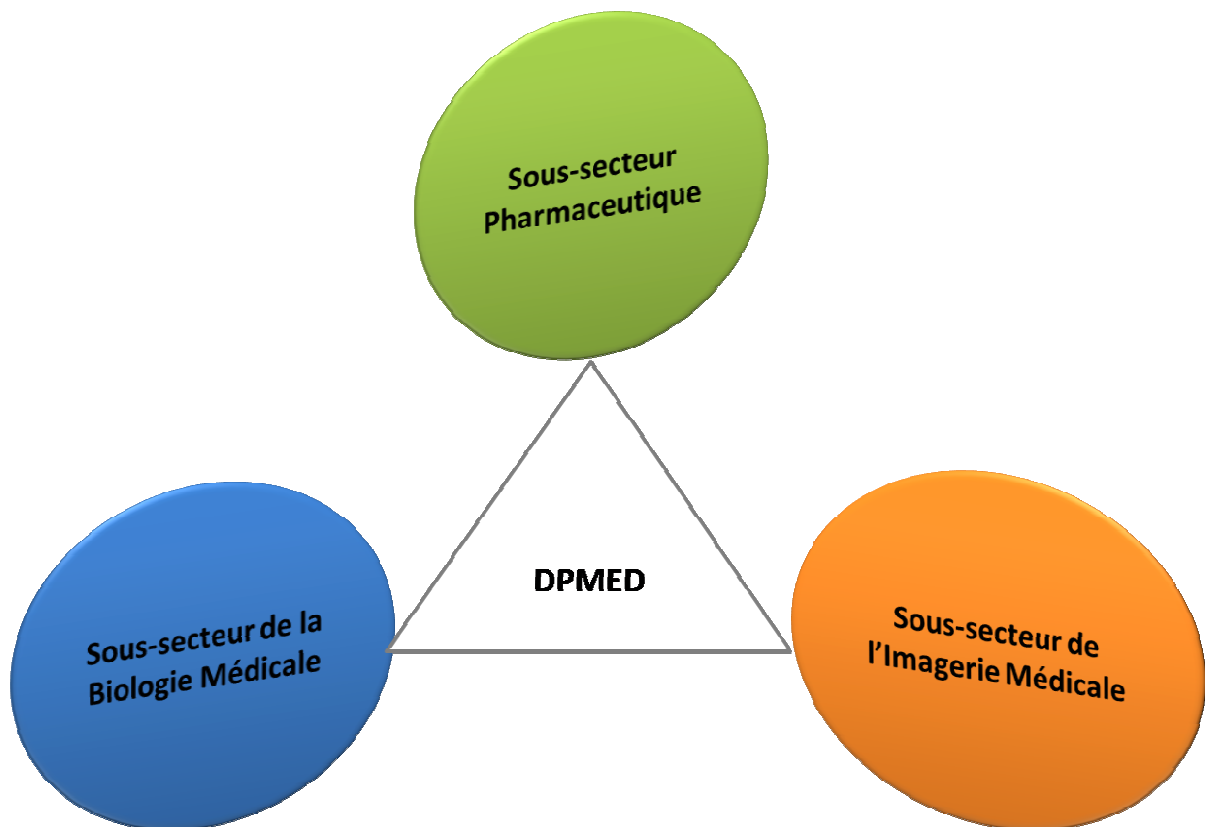 Sous-secteur
Pharmaceutique
DPMED
Sous-secteur de la
Biologie Médicale
Sous-secteur de
l'Imagerie Médicale